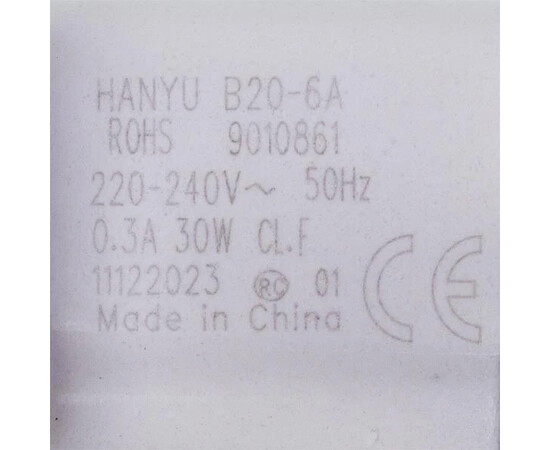 HANYU B20-6A
ROHS 9010861
220-240V~ 50Hz
0.3A 30W CL.F
11122023 RC 01
Made in China
CE